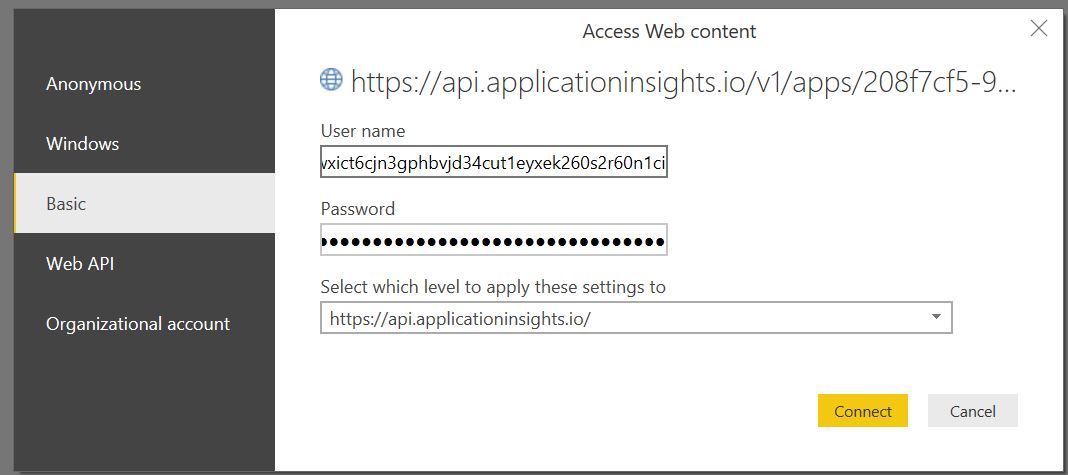 Access Web content
Anonymous
Windows
Basic
Web API
Organizational account
https://api.applicationinsights.io/v1/apps/208f7cf5-9...
User name
vxict6cjn3gphbvjd34cut1eyxek260s2r60n1ci
Password
Select which level to apply these settings to
https://api.applicationinsights.io/
Connect
Cancel